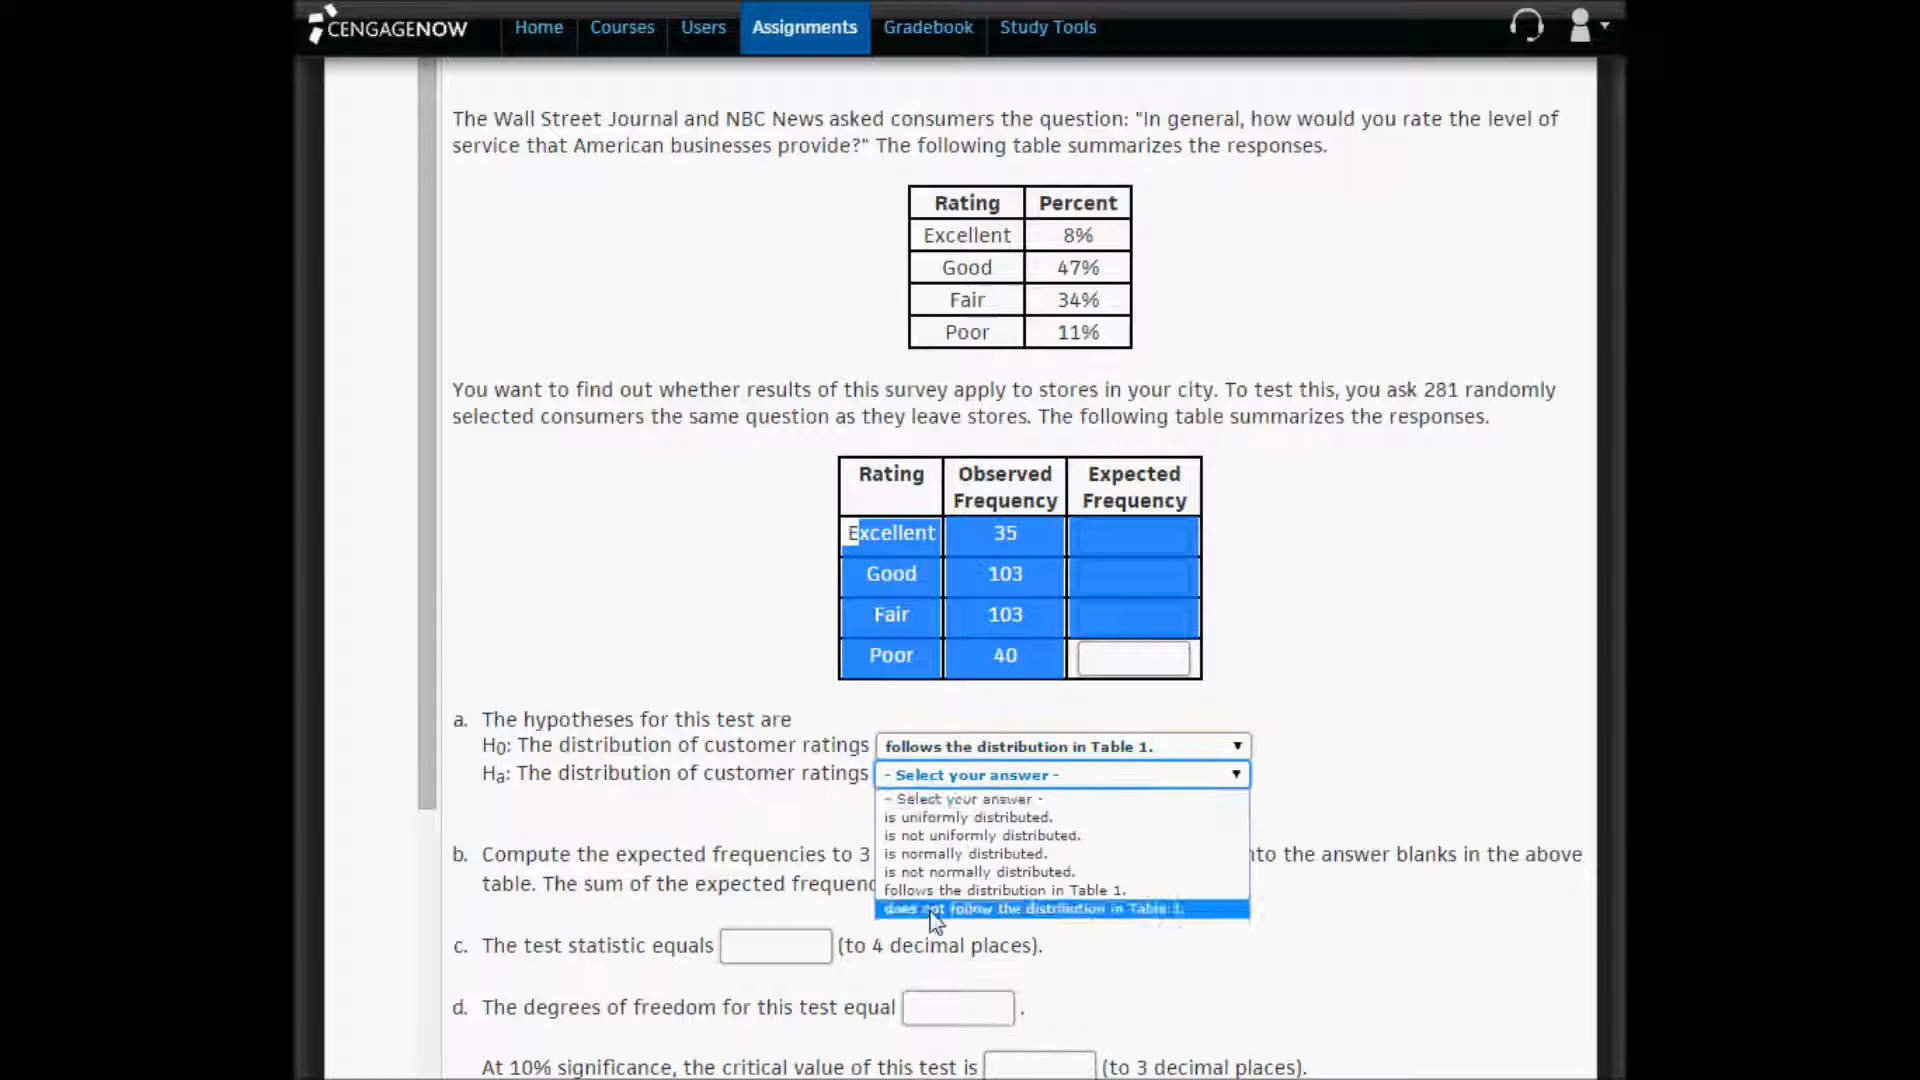 CENGAGENOW Home Courses Users Assignments Gradebook Study Tools
The Wall Street Journal and NBC News asked consumers the question: "In general, how would you rate the level of
service that American businesses provide?" The following table summarizes the responses.
Rating Percent
Excellent 8%
Good 47%
Fair 34%
Poor 11%
You want to find out whether results of this survey apply to stores in your city. To test this, you ask 281 randomly
selected consumers the same question as they leave stores. The following table summarizes the responses.
Rating Observed Expected
Frequency Frequency
Excellent 35
Good 103
Fair 103
Poor 40
a. The hypotheses for this test are
H0: The distribution of customer ratings follows the distribution in Table 1.
Ha: The distribution of customer ratings - Select your answer -
- Select your answer -
is uniformly distributed.
is not uniformly distributed.
is normally distributed.
b. Compute the expected frequencies to 3 nto the answer blanks in the above
is not normally distributed.
table. The sum of the expected frequenc follows the distribution in Table 1.
does not follow the distribution in Table 1.
c. The test statistic equals (to 4 decimal places).
d. The degrees of freedom for this test equal .
At 10% significance, the critical value of this test is (to 3 decimal places).